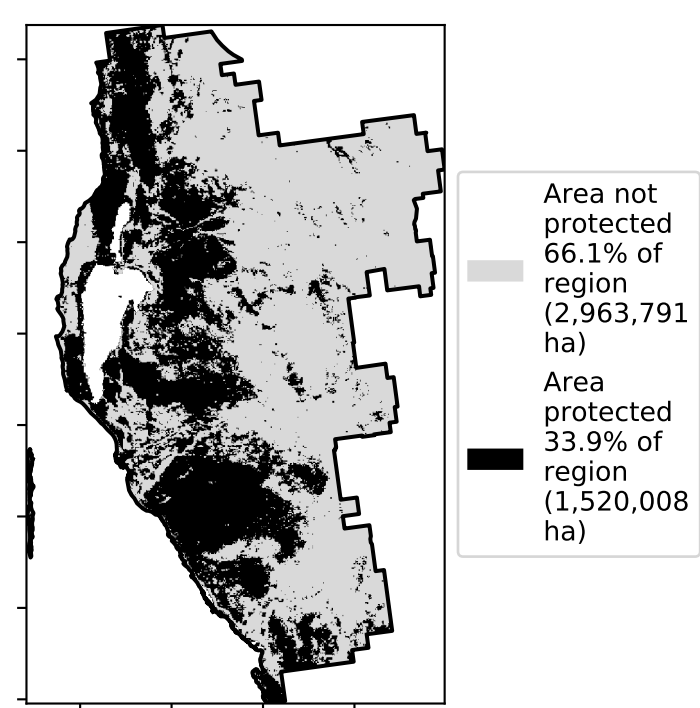 Area not
protected
66.1% of
region
(2,963,791
ha)
Area
protected
33.9% of
region
(1,520,008
ha)